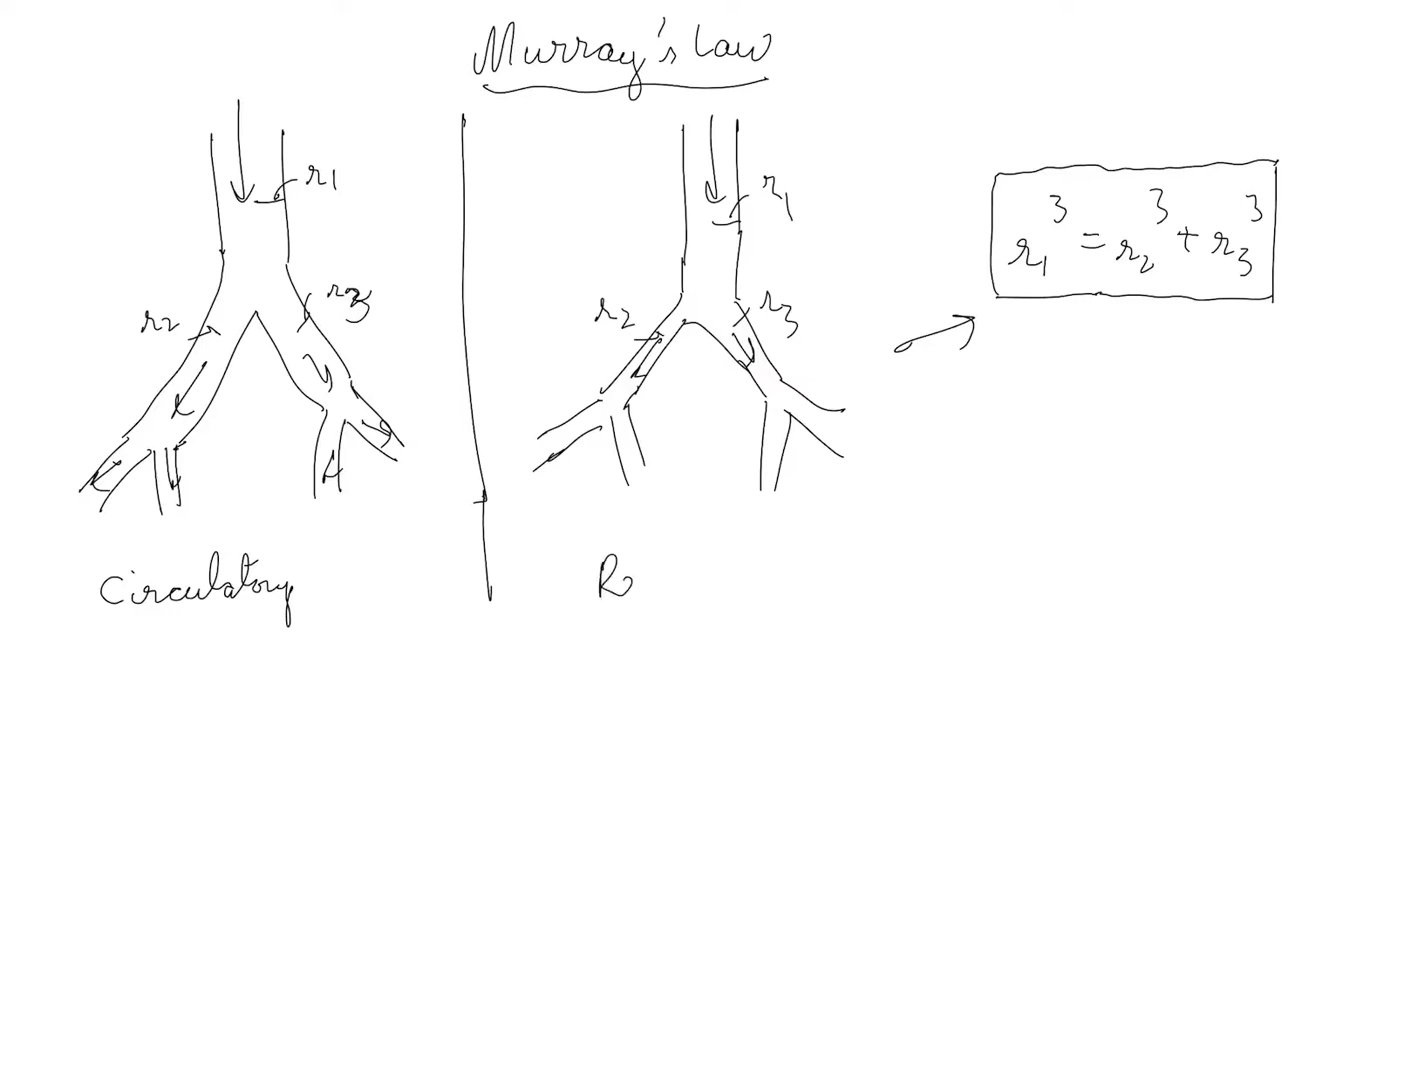 Murray's Law
r1
r2
r3
Circulatory
r1
r2
r3
R
r1³ = r2³ + r3³